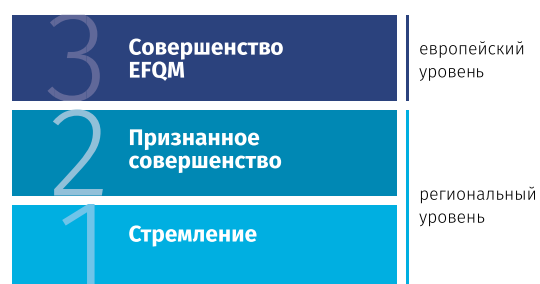 3
Совершенство
EFQM
европейский
уровень
2
Признанное
совершенство
1
Стремление
региональный
уровень